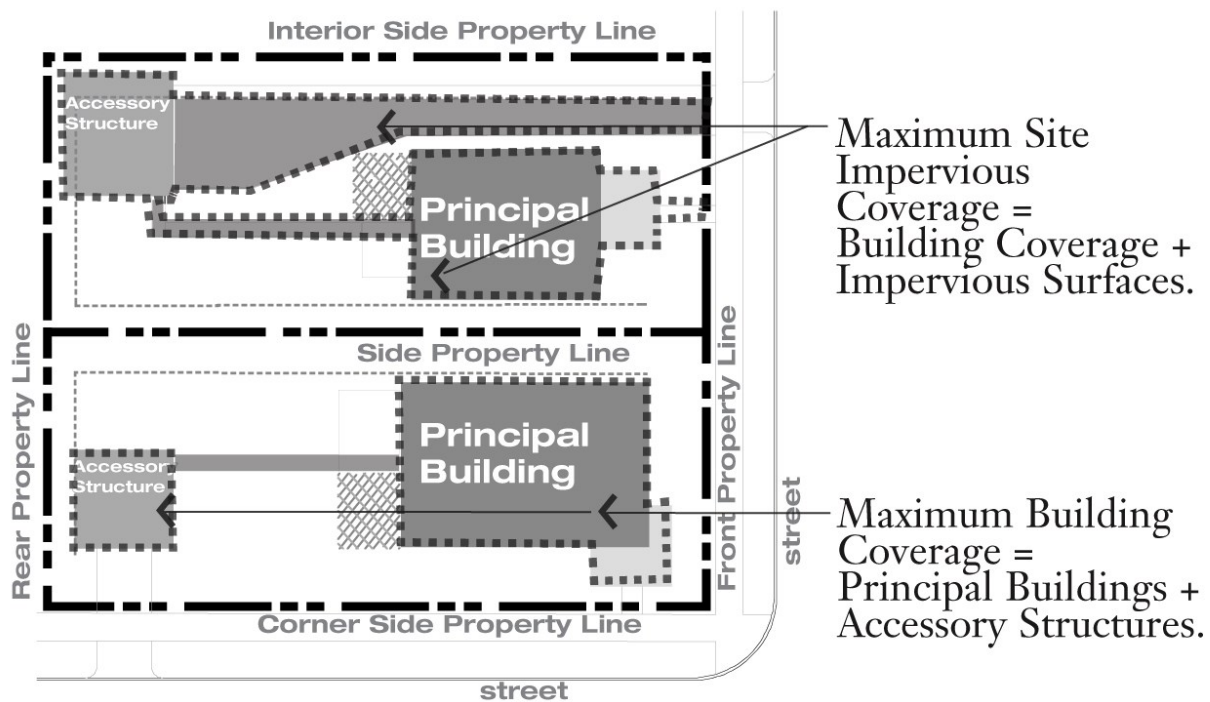 Interior Side Property Line
Accessory
Structure
Principal
Building
Maximum Site
Impervious
Coverage =
Building Coverage +
Impervious Surfaces.
Side Property Line
Rear Property Line
Front Property Line
street
Principal
Building
Accessor
Structure
Maximum Building
Coverage =
Principal Buildings +
Accessory Structures.
Corner Side Property Line
street